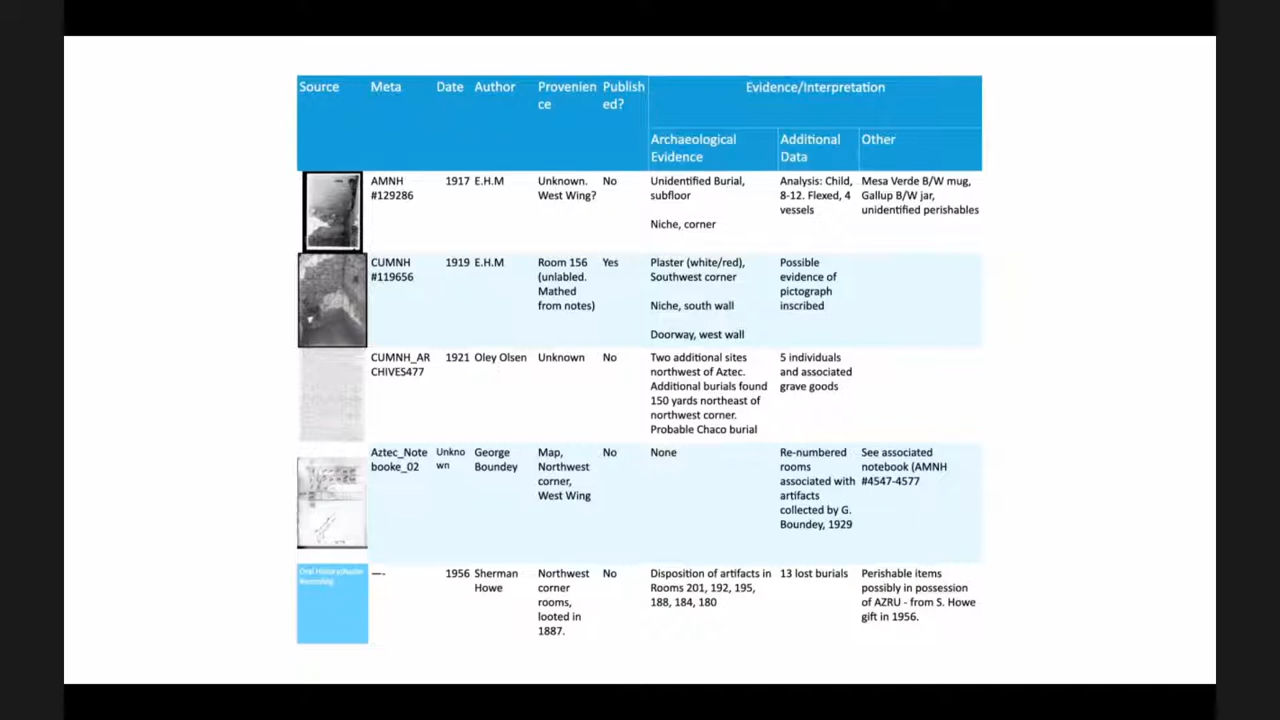 Source Meta Date Author Provenien Publish Evidence/Interpretation
ce ed?
Archaeological Additional Other
Evidence Data
AMNH 1917 E.H.M Unknown. No Unidentified Burial, Analysis: Child, Mesa Verde B/W mug,
#129286 West Wing? subfloor 8-12. Flexed, 4 Gallup B/W jar,
vessels unidentified perishables
Niche, corner
CUMNH 1919 E.H.M Room 156 Yes Plaster (white/red), Possible
#119656 (unlabled. Southwest corner evidence of
Mathed pictograph
from notes) Niche, south wall inscribed
Doorway, west wall
CUMNH_AR 1921 Oley Olsen Unknown No Two additional sites 5 individuals
CHIVES477 northwest of Aztec. and associated
Additional burials found grave goods
150 yards northeast of
northwest corner.
Probable Chaco burial
Aztec_Note Unkno George Map, No None Re-numbered See associated
booke_02 wn Boundey Northwest rooms notebook (AMNH
corner, associated with #4547-4577
West Wing artifacts
collected by G.
Boundey, 1929
Oral History/Audio —- 1956 Sherman Northwest No Disposition of artifacts in 13 lost burials Perishable items
Recording Howe corner Rooms 201, 192, 195, possibly in possession
rooms, 188, 184, 180 of AZRU - from S. Howe
looted in gift in 1956.
1887.